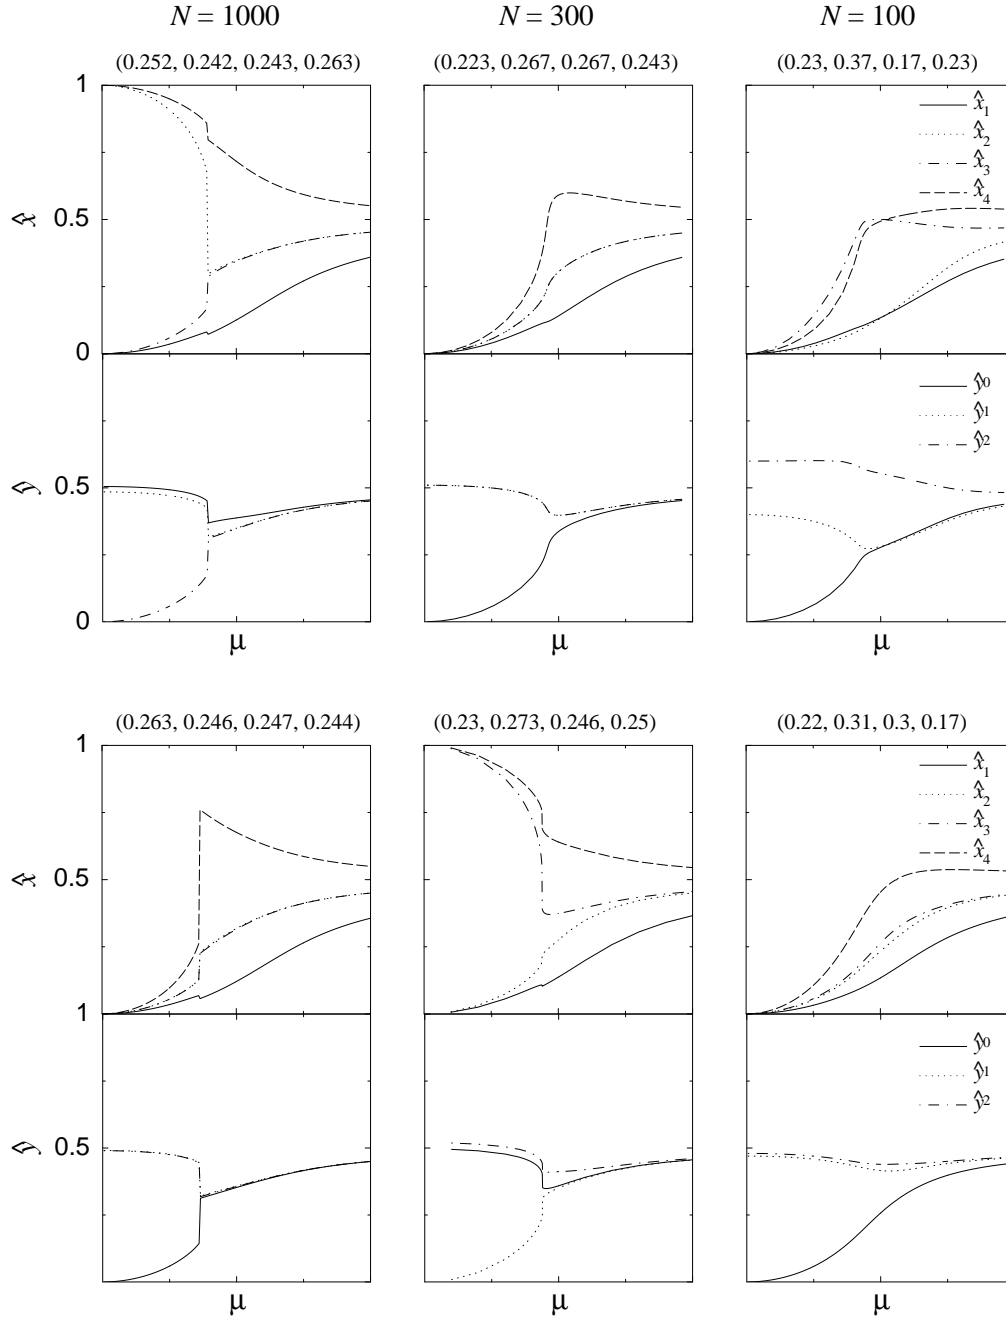 N = 1000 N = 300 N = 100
(0.252, 0.242, 0.243, 0.263) (0.223, 0.267, 0.267, 0.243) (0.23, 0.37, 0.17, 0.23)
1
x̂₁
x̂₂
x̂₃
x̂₄
x̂
0.5
0
ŷ⁰
ŷ¹
ŷ²
ŷ
0.5
0
μ μ μ
(0.263, 0.246, 0.247, 0.244) (0.23, 0.273, 0.246, 0.25) (0.22, 0.31, 0.3, 0.17)
1
x̂₁
x̂₂
x̂₃
x̂₄
x̂
0.5
1
ŷ⁰
ŷ¹
ŷ²
ŷ
0.5
μ μ μ